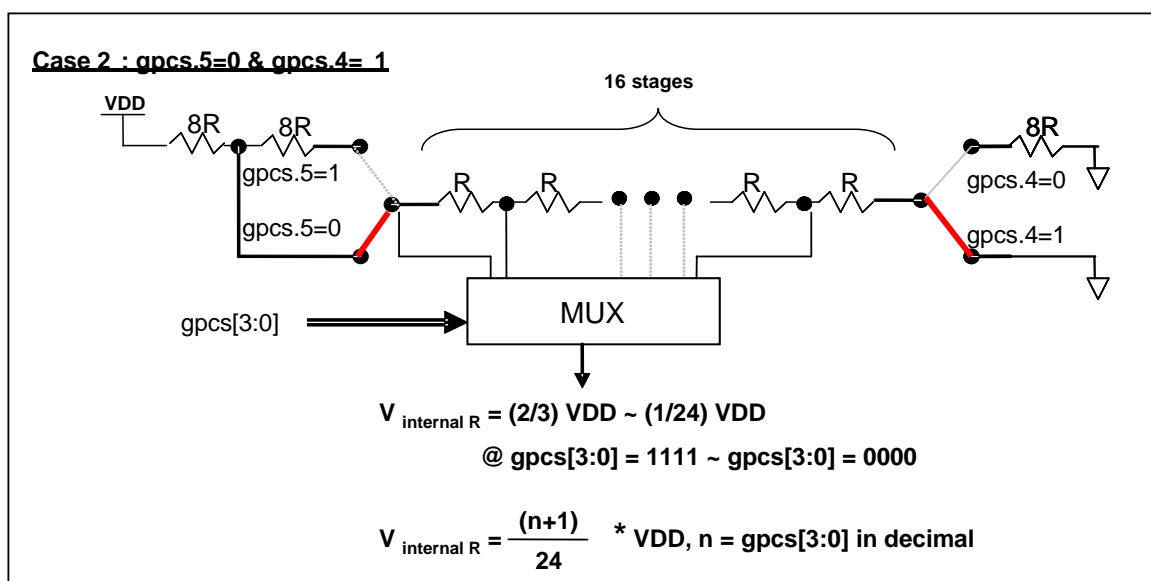 Case 2 : gpcs.5=0 & gpcs.4= 1
16 stages
VDD
8R
8R
8R
gpcs.5=1
gpcs.4=0
R
R
R
R
gpcs.5=0
gpcs.4=1
gpcs[3:0]
MUX
V internal R = (2/3) VDD ~ (1/24) VDD
@ gpcs[3:0] = 1111 ~ gpcs[3:0] = 0000
V internal R = (n+1) / 24 * VDD, n = gpcs[3:0] in decimal